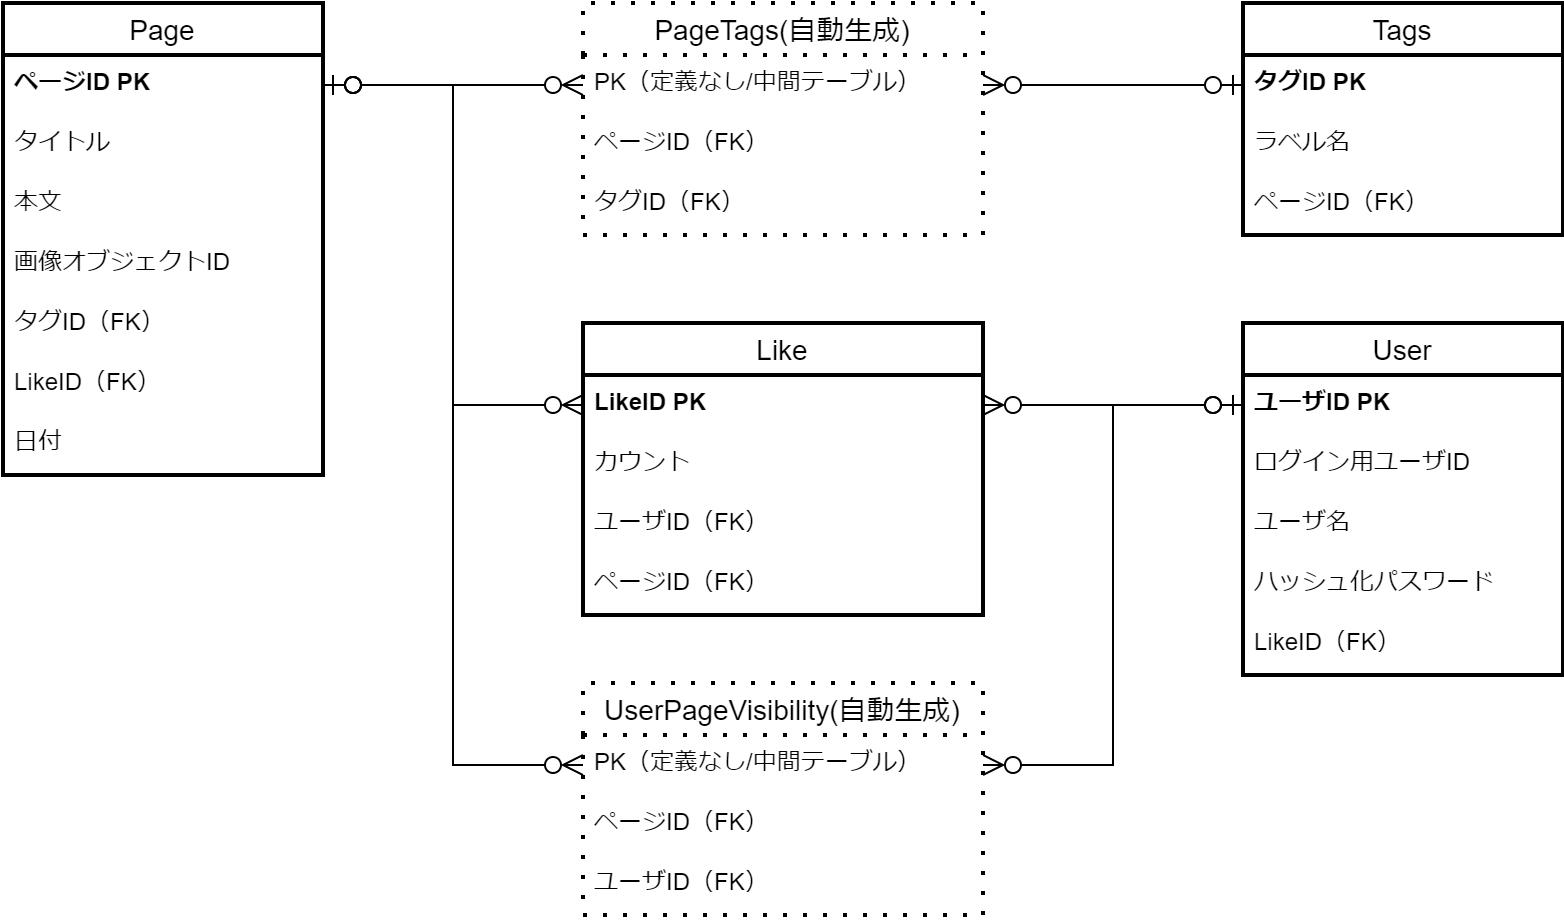 Page
ページID PK
タイトル
本文
画像オブジェクトID
タグID（FK）
LikeID（FK）
日付
PageTags(自動生成)
PK（定義なし/中間テーブル）
ページID（FK）
タグID（FK）
Tags
タグID PK
ラベル名
ページID（FK）
Like
LikeID PK
カウント
ユーザID（FK）
ページID（FK）
User
ユーザID PK
ログイン用ユーザID
ユーザ名
ハッシュ化パスワード
LikeID（FK）
UserPageVisibility(自動生成)
PK（定義なし/中間テーブル）
ページID（FK）
ユーザID（FK）